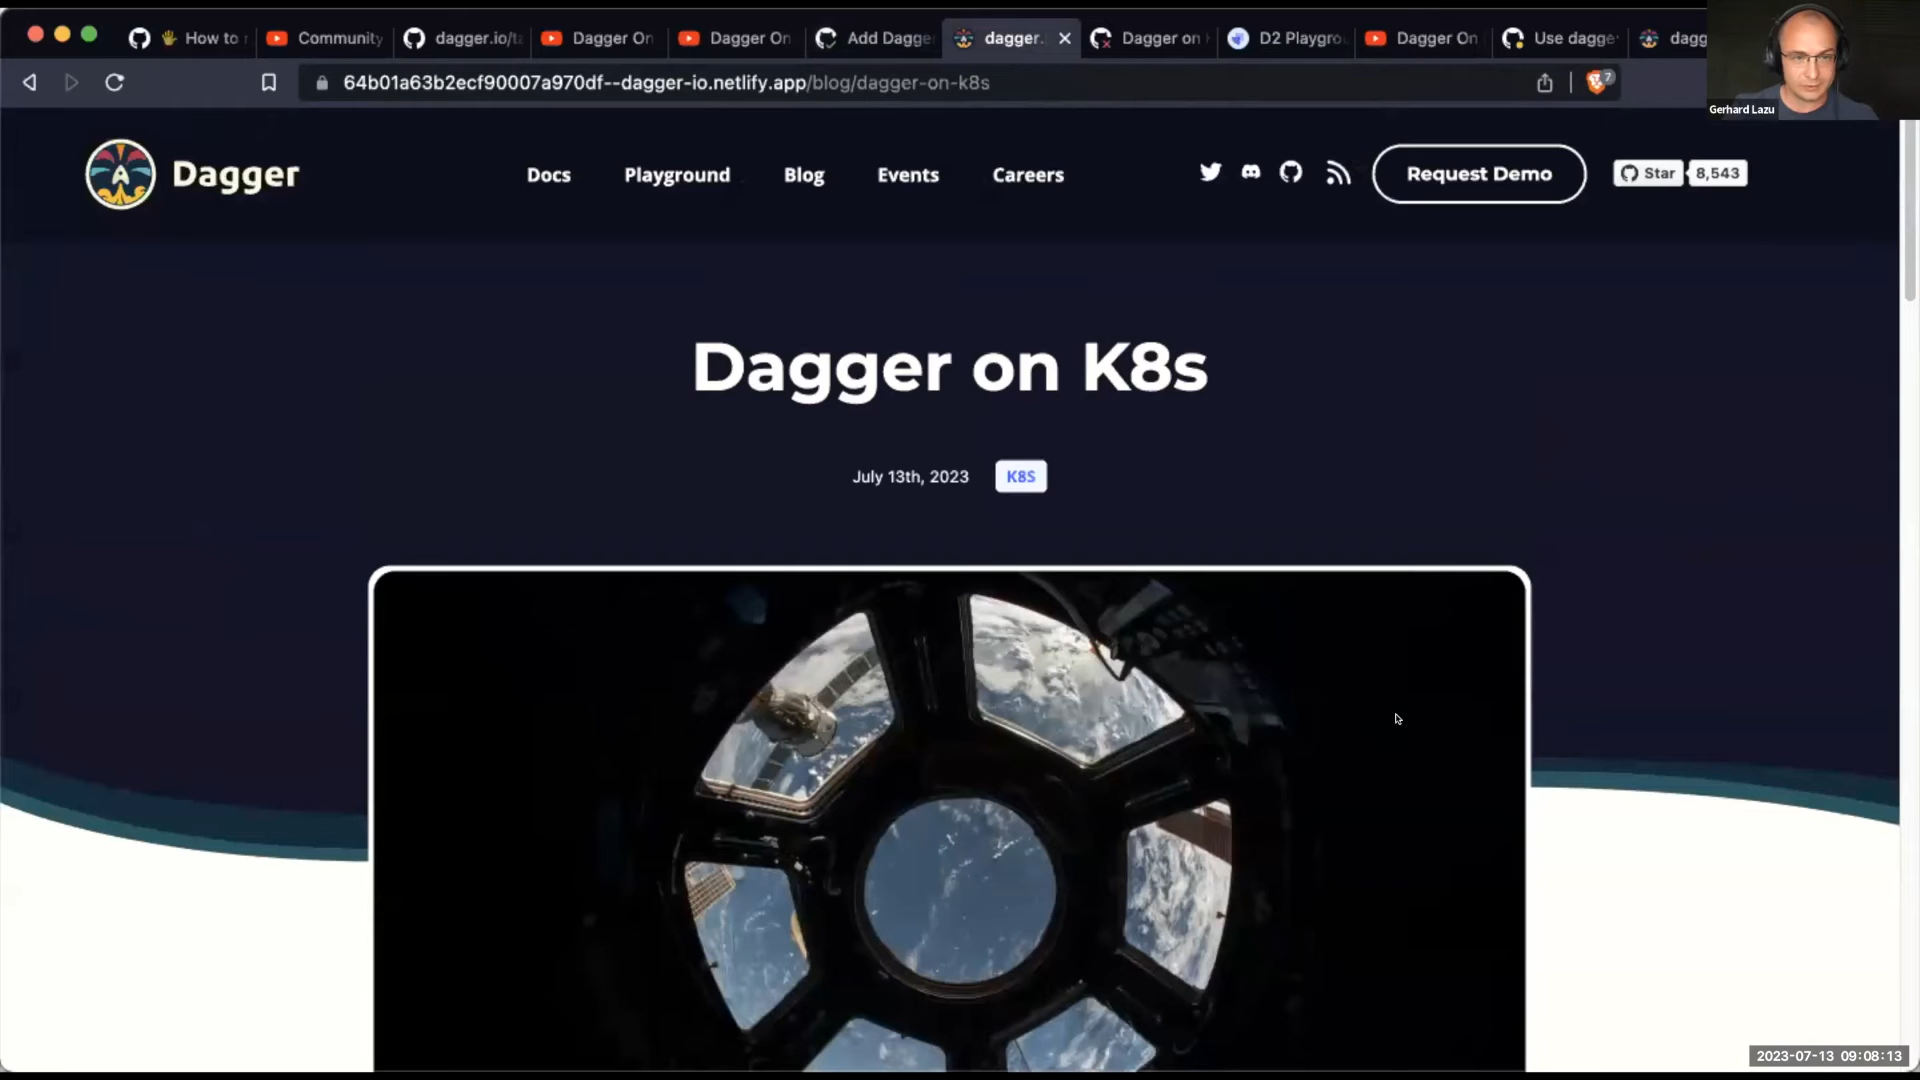 How to
Community
dagger.io/ta
Dagger On
Dagger On
Add Dagge
dagger.
Dagger on
D2 Playgro
Dagger On
Use dagge
dagg
64b01a63b2ecf90007a970df--dagger-io.netlify.app/blog/dagger-on-k8s
7
Gerhard Lazu
Dagger
Docs
Playground
Blog
Events
Careers
Request Demo
Star
8,543
Dagger on K8s
July 13th, 2023
K8S
2023-07-13 09:08:13